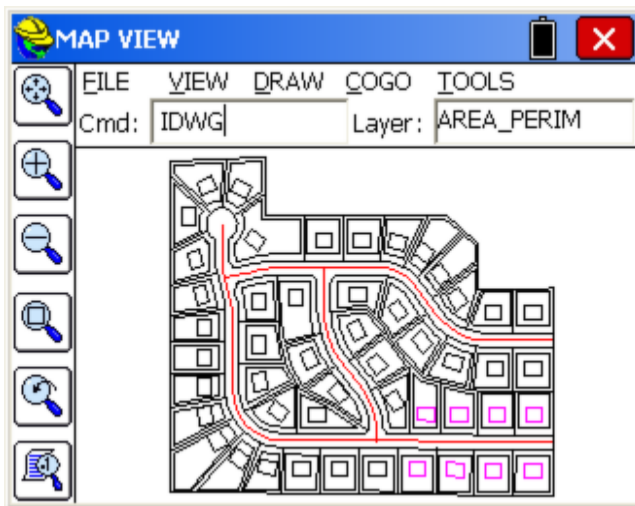 MAP VIEW
FILE VIEW DRAW COGO TOOLS
Cmd: IDWG Layer: AREA_PERIM